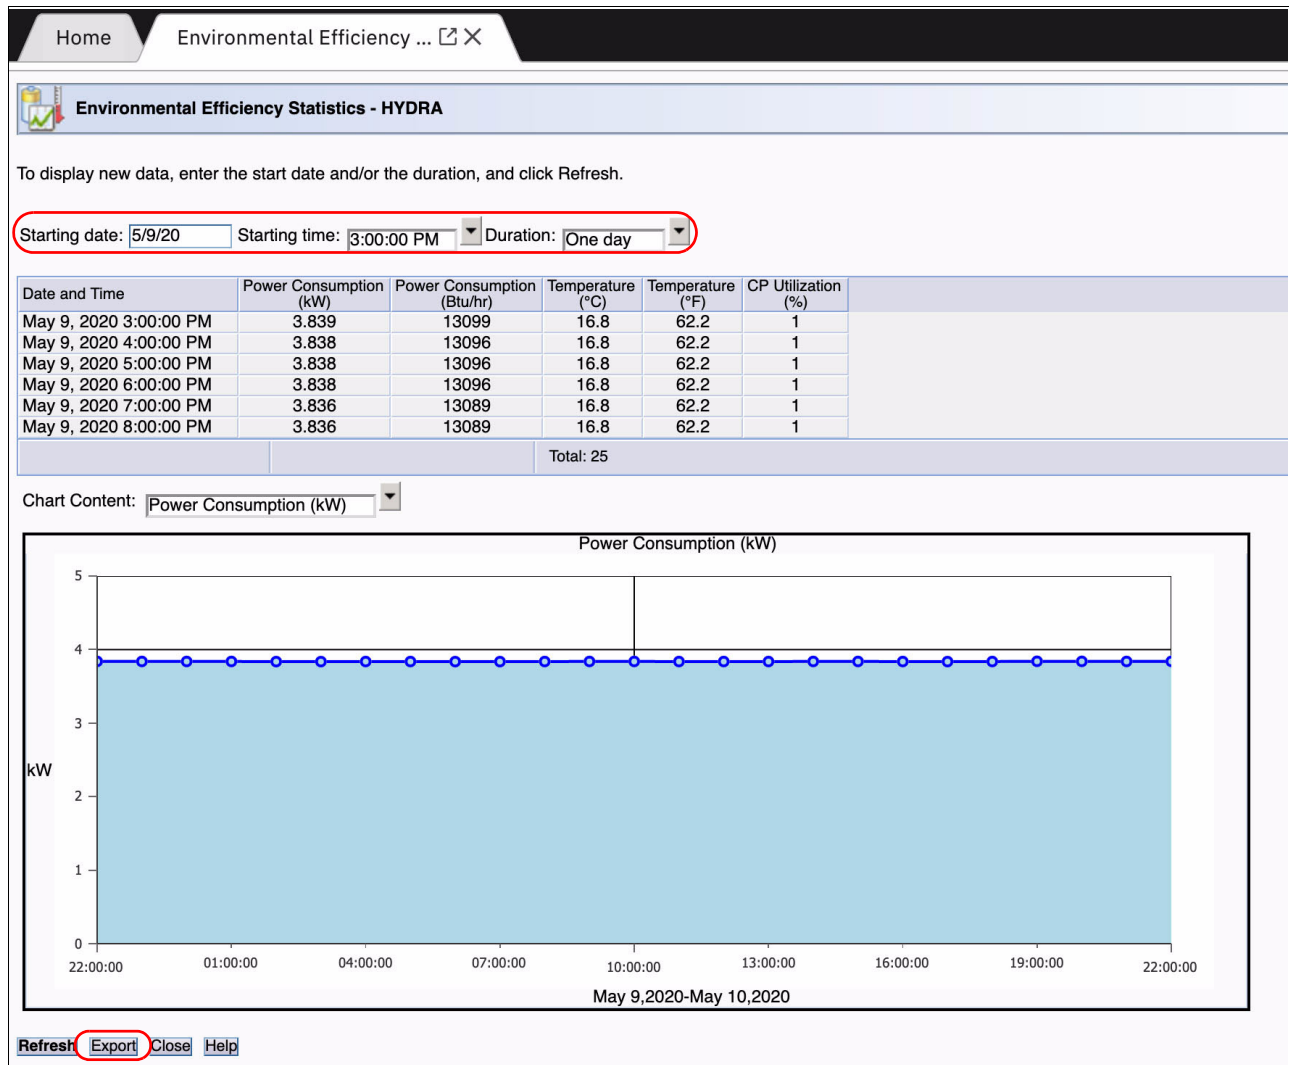 Home Environmental Efficiency ...
Environmental Efficiency Statistics - HYDRA
To display new data, enter the start date and/or the duration, and click Refresh.
Starting date: 5/9/20 Starting time: 3:00:00 PM Duration: One day
Date and Time Power Consumption (kW) Power Consumption (Btu/hr) Temperature (°C) Temperature (°F) CP Utilization (%)
May 9, 2020 3:00:00 PM 3.839 13099 16.8 62.2 1
May 9, 2020 4:00:00 PM 3.838 13096 16.8 62.2 1
May 9, 2020 5:00:00 PM 3.838 13096 16.8 62.2 1
May 9, 2020 6:00:00 PM 3.838 13096 16.8 62.2 1
May 9, 2020 7:00:00 PM 3.836 13089 16.8 62.2 1
May 9, 2020 8:00:00 PM 3.836 13089 16.8 62.2 1
Total: 25
Chart Content: Power Consumption (kW)
Power Consumption (kW)
5
4
3
kW
2
1
0
22:00:00 01:00:00 04:00:00 07:00:00 10:00:00 13:00:00 16:00:00 19:00:00 22:00:00
May 9,2020-May 10,2020
Refresh Export Close Help